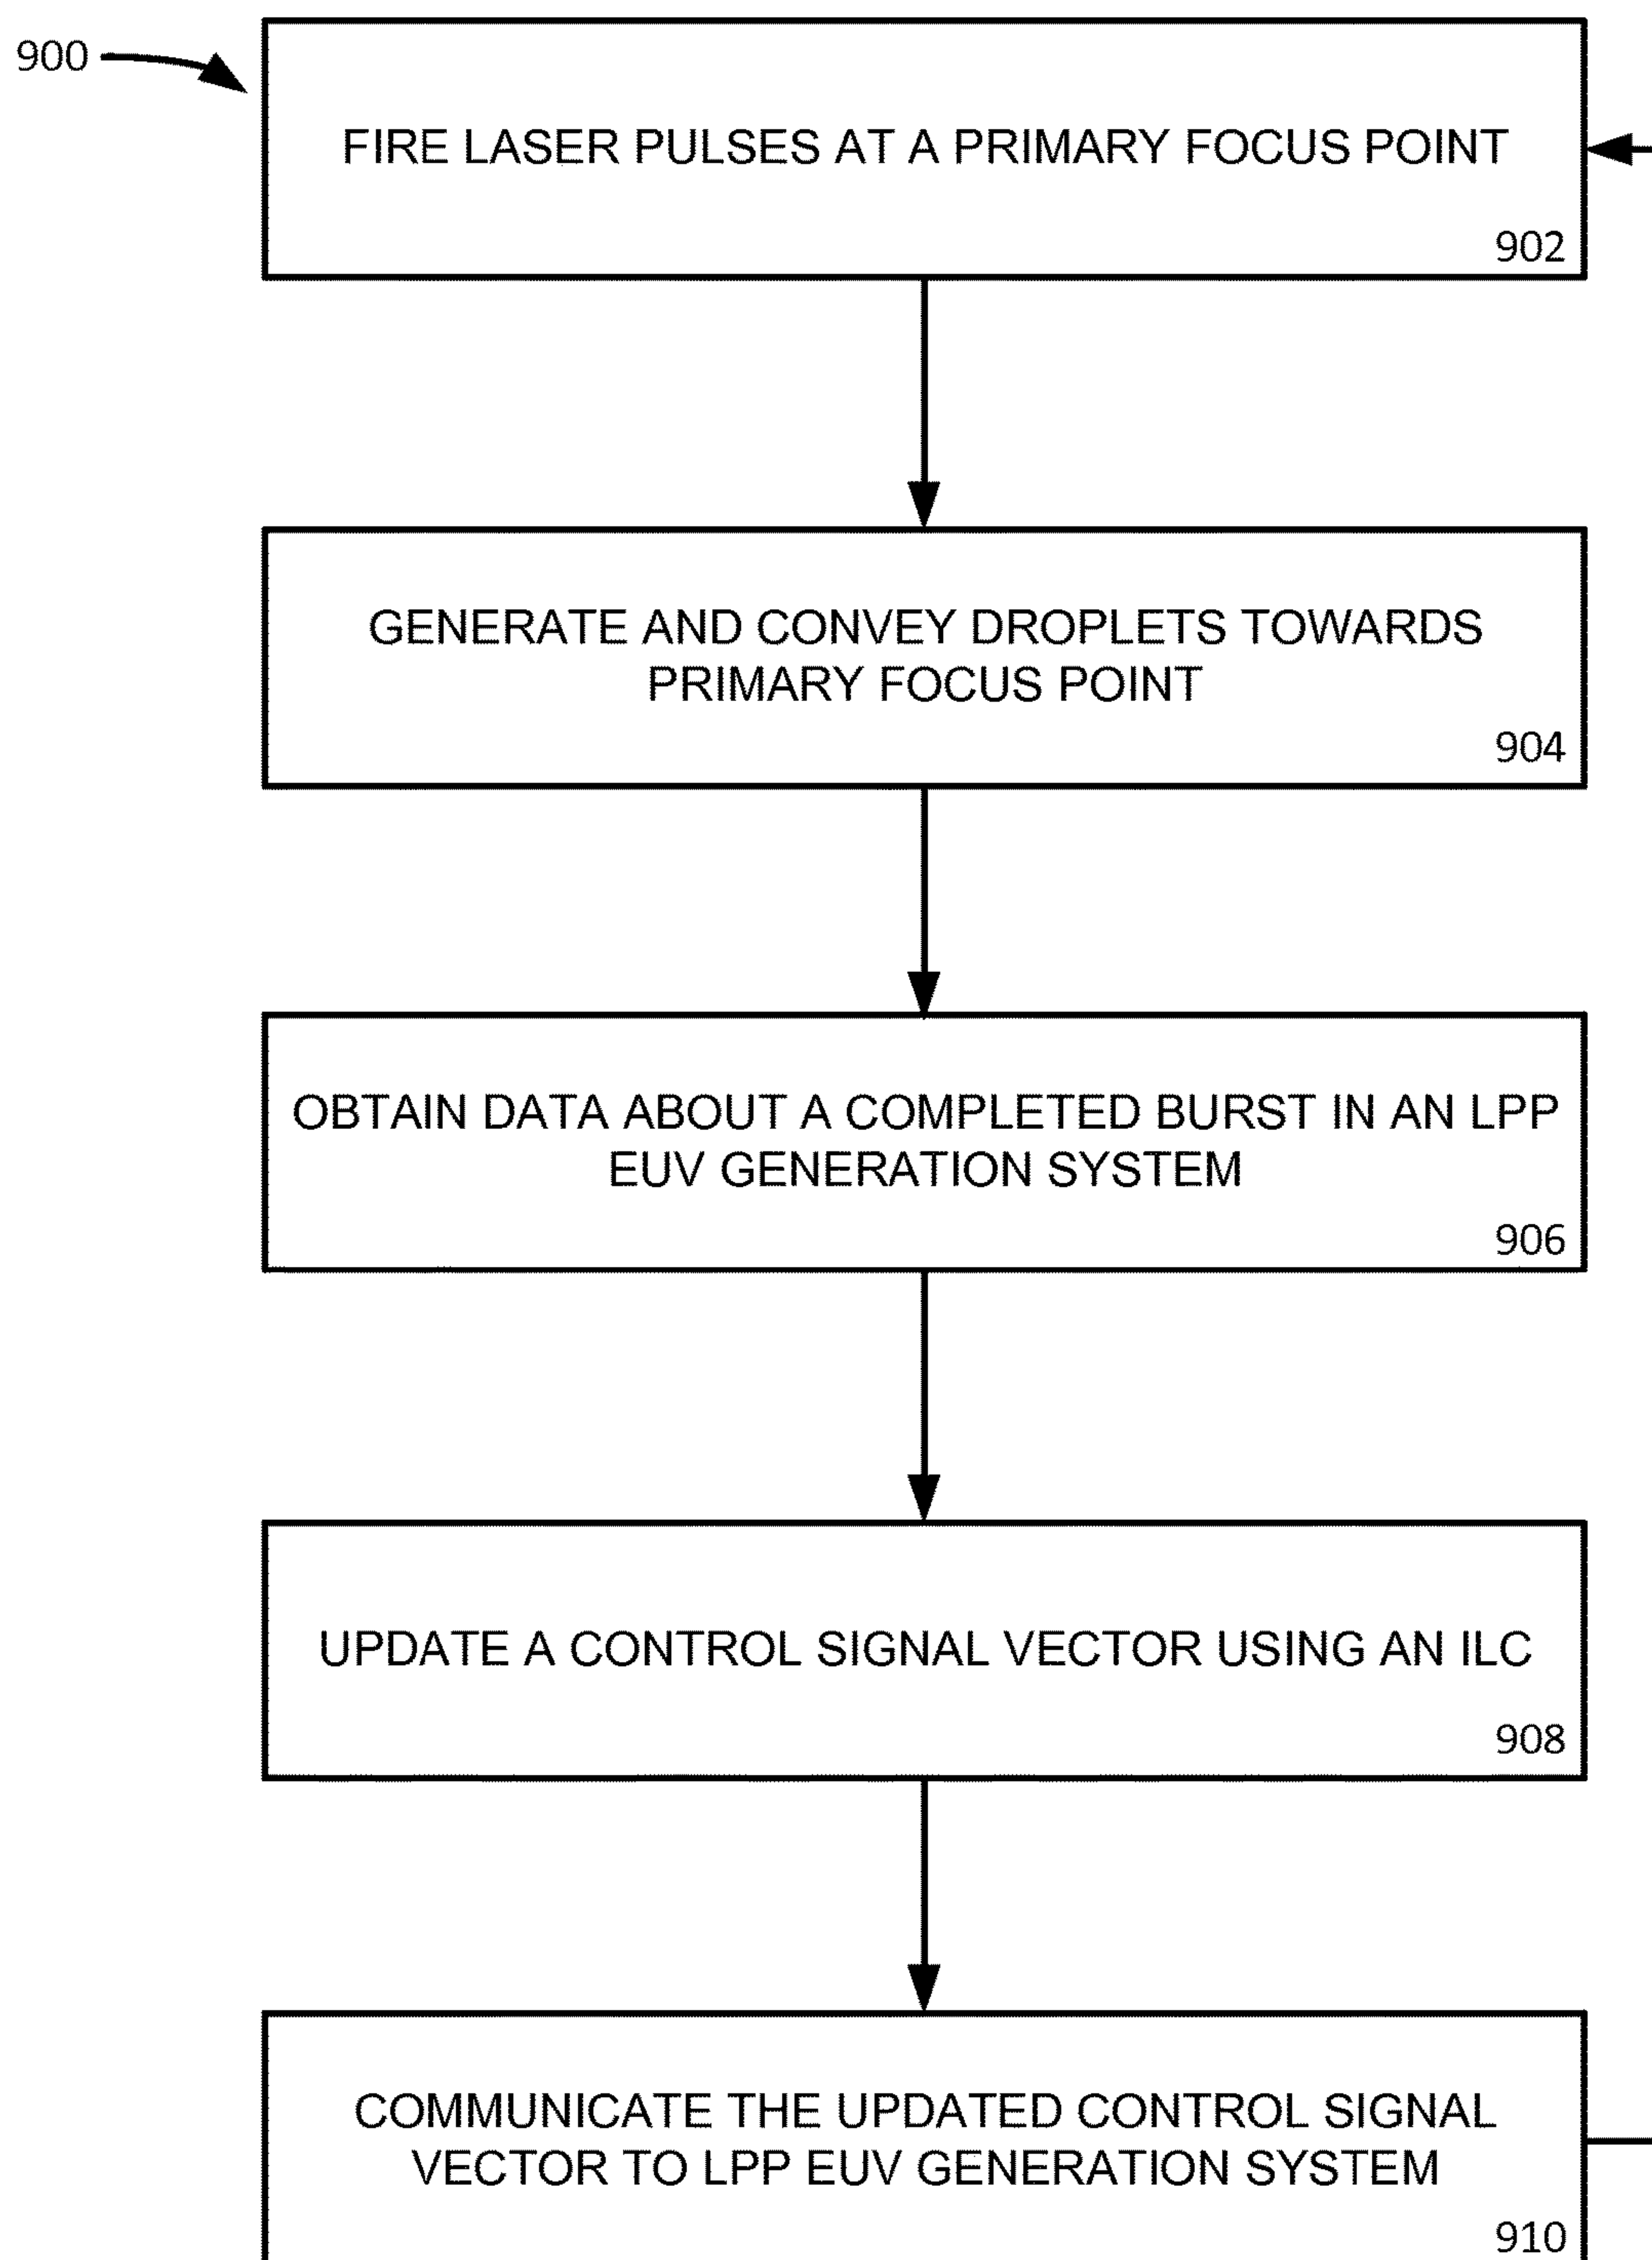 900
FIRE LASER PULSES AT A PRIMARY FOCUS POINT
902
GENERATE AND CONVEY DROPLETS TOWARDS
PRIMARY FOCUS POINT
904
OBTAIN DATA ABOUT A COMPLETED BURST IN AN LPP
EUV GENERATION SYSTEM
906
UPDATE A CONTROL SIGNAL VECTOR USING AN ILC
908
COMMUNICATE THE UPDATED CONTROL SIGNAL
VECTOR TO LPP EUV GENERATION SYSTEM
910